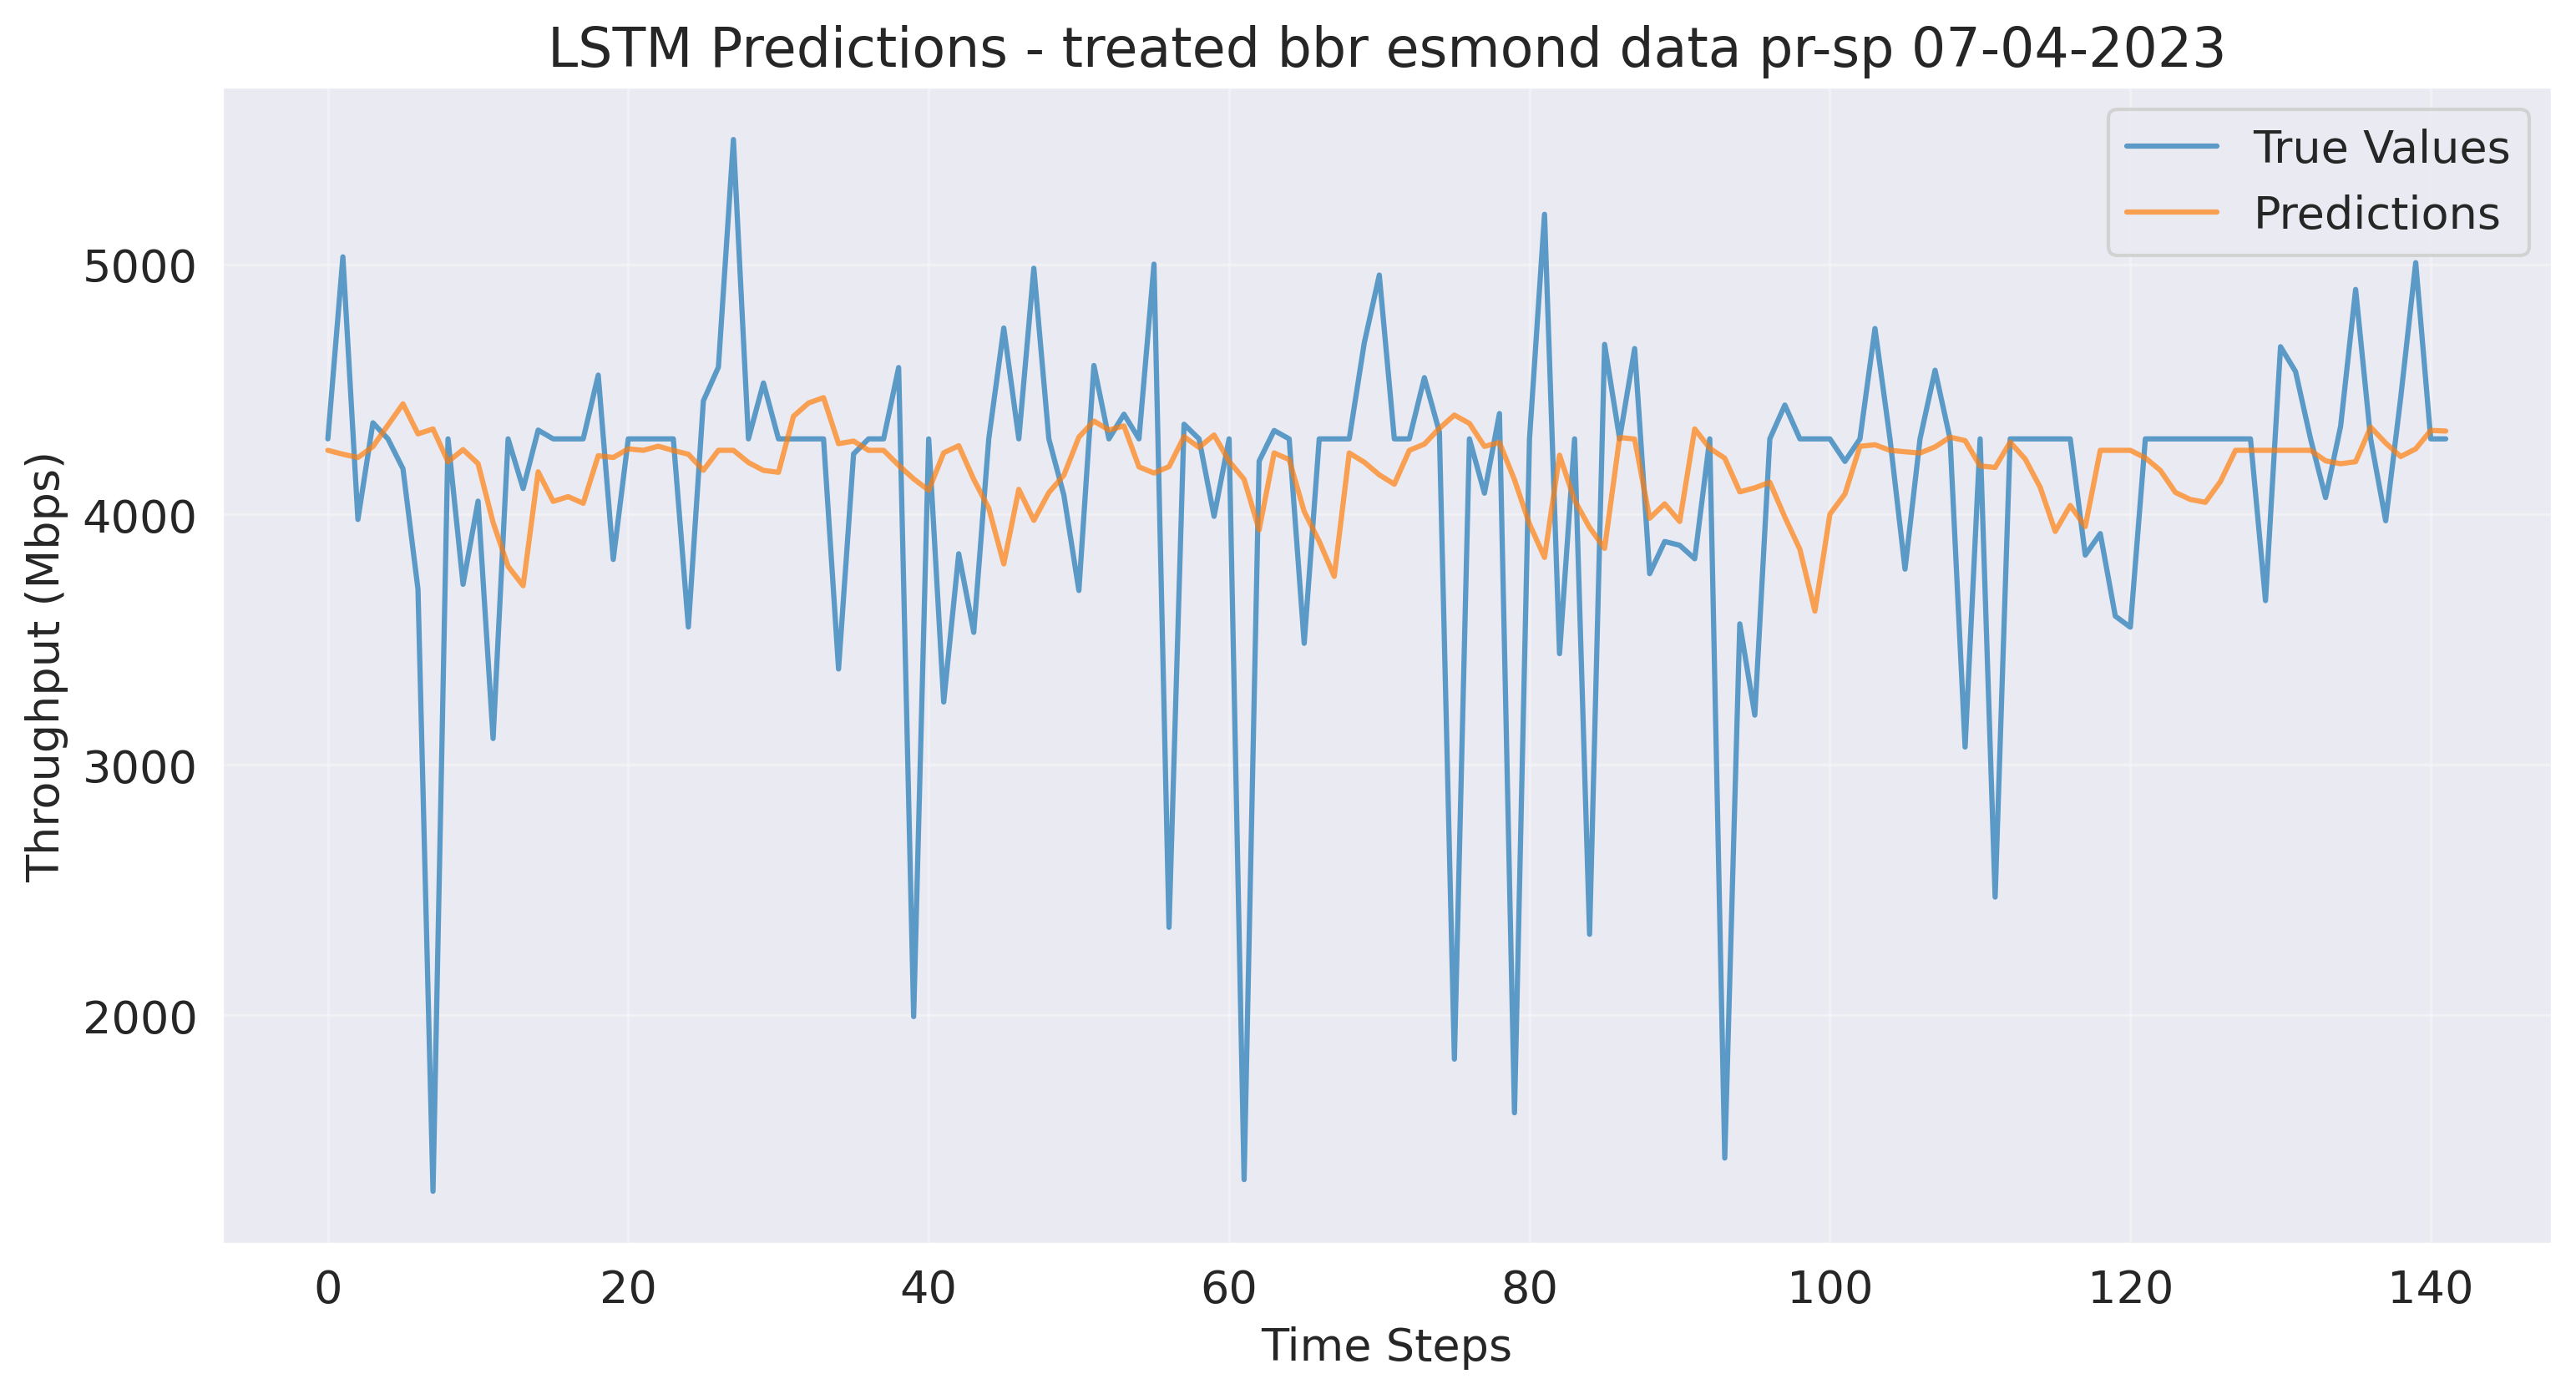 LSTM Predictions - treated bbr esmond data pr-sp 07-04-2023
True Values
Predictions
Throughput (Mbps)
5000
4000
3000
2000
0 20 40 60 80 100 120 140
Time Steps